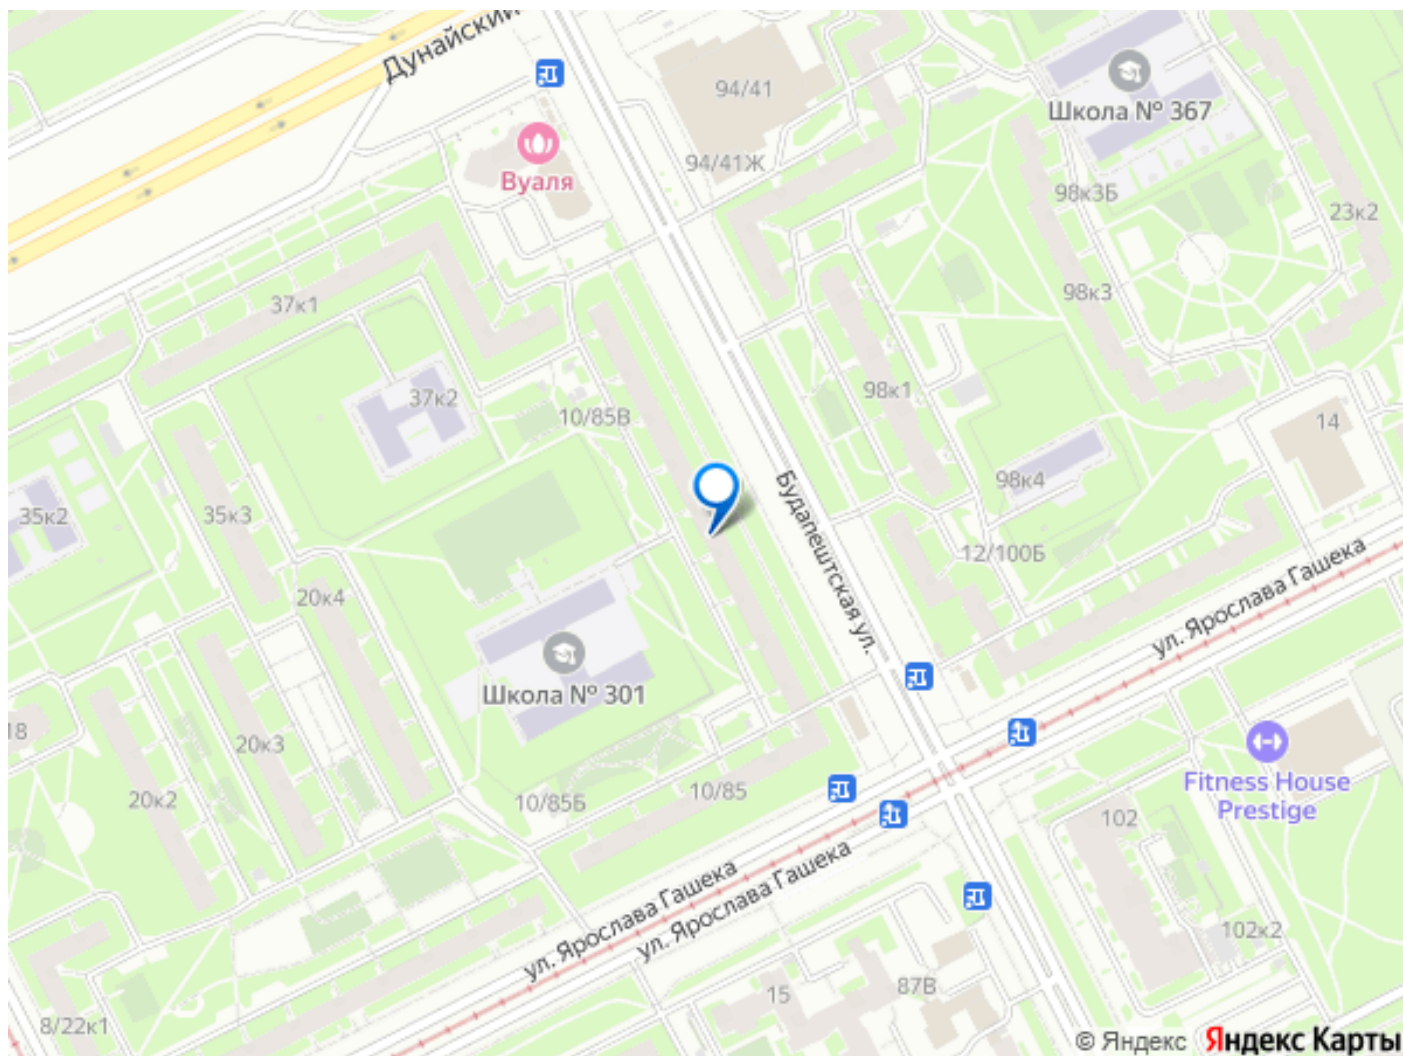 Дунайский
94/41
Школа № 367
94/41Ж
Вуаля
98к3Б
23к2
37к1
98к3
37к2
10/85В
98к1
14
35к2
35к3
98к4
Будапештская ул.
12/100Б
20к4
ул. Ярослава Гашека
Школа № 301
18
20к3
Fitness House
Prestige
20к2
10/85Б
10/85
102
ул. Ярослава Гашека
ул. Ярослава Гашека
102к2
87В
15
8/22к1
© Яндекс Яндекс Карты